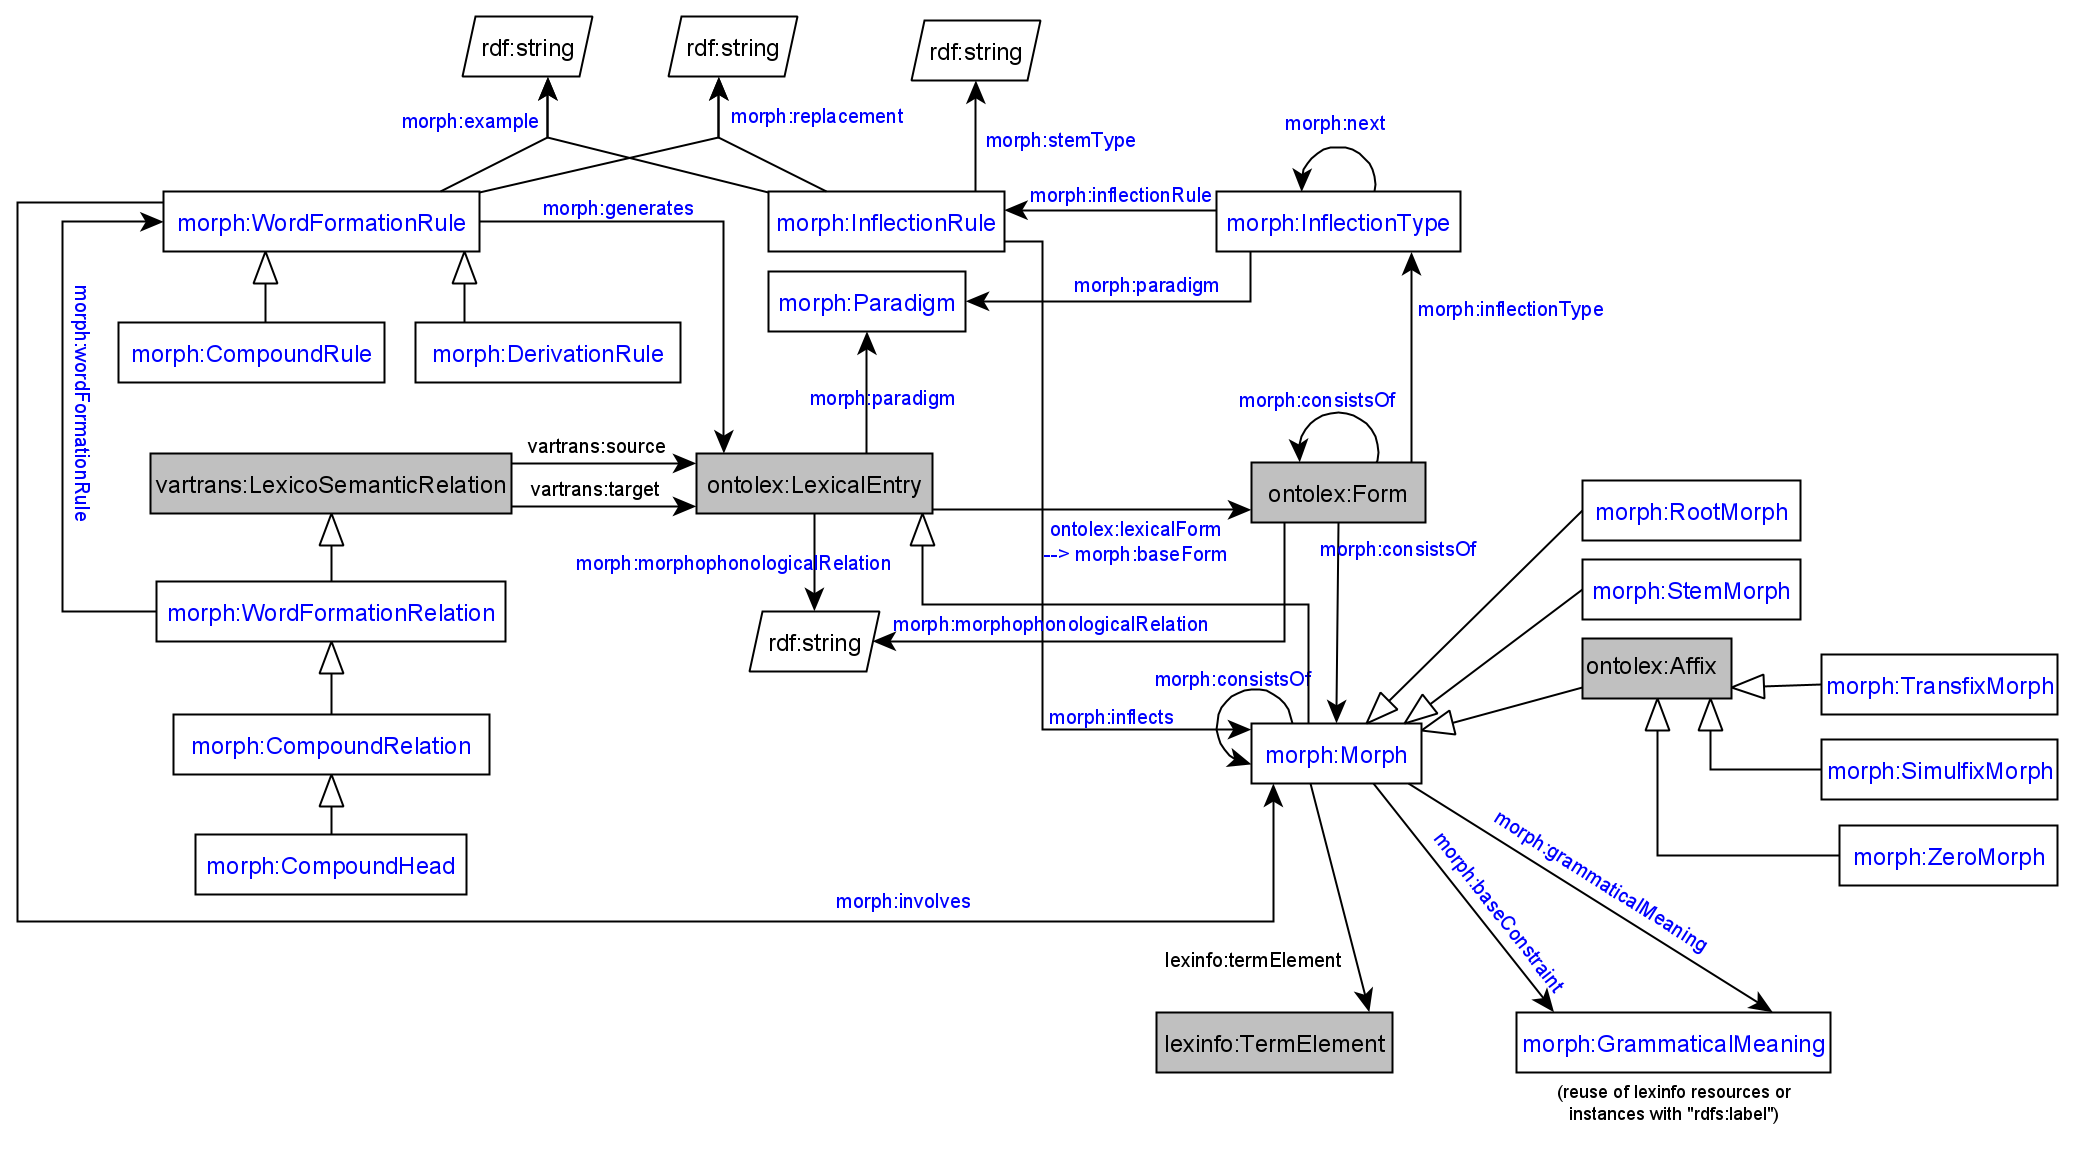 rdf:string
rdf:string
rdf:string
morph:example
morph:replacement
morph:stemType
morph:next
morph:inflectionRule
morph:generates
morph:WordFormationRule
morph:InflectionRule
morph:InflectionType
morph:paradigm
morph:Paradigm
morph:inflectionType
morph:wordFormationRule
morph:CompoundRule
morph:DerivationRule
morph:paradigm
morph:consistsOf
vartrans:source
vartrans:LexicoSemanticRelation
vartrans:target
ontolex:LexicalEntry
ontolex:Form
morph:RootMorph
ontolex:lexicalForm
--> morph:baseForm
morph:consistsOf
morph:morphophonologicalRelation
morph:StemMorph
morph:WordFormationRelation
morph:morphophonologicalRelation
rdf:string
ontolex:Affix
morph:consistsOf
morph:TransfixMorph
morph:inflects
morph:CompoundRelation
morph:Morph
morph:SimulfixMorph
morph:CompoundHead
morph:ZeroMorph
morph:grammaticalMeaning
morph:baseConstraint
morph:involves
lexinfo:termElement
lexinfo:TermElement
morph:GrammaticalMeaning
(reuse of lexinfo resources or
instances with "rdfs:label")